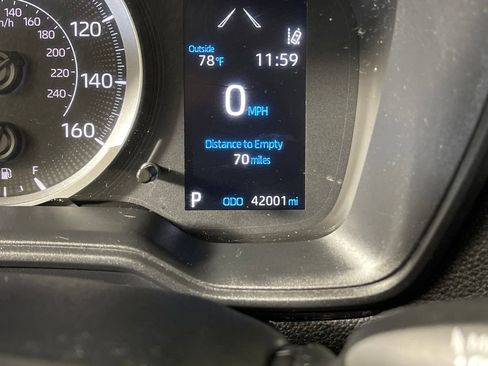 140
km/h
160
180
200
220
240
120
140
160
F
Outside
78°F
11:59
0 MPH
Distance to Empty
70 miles
P ODO 42001 mi